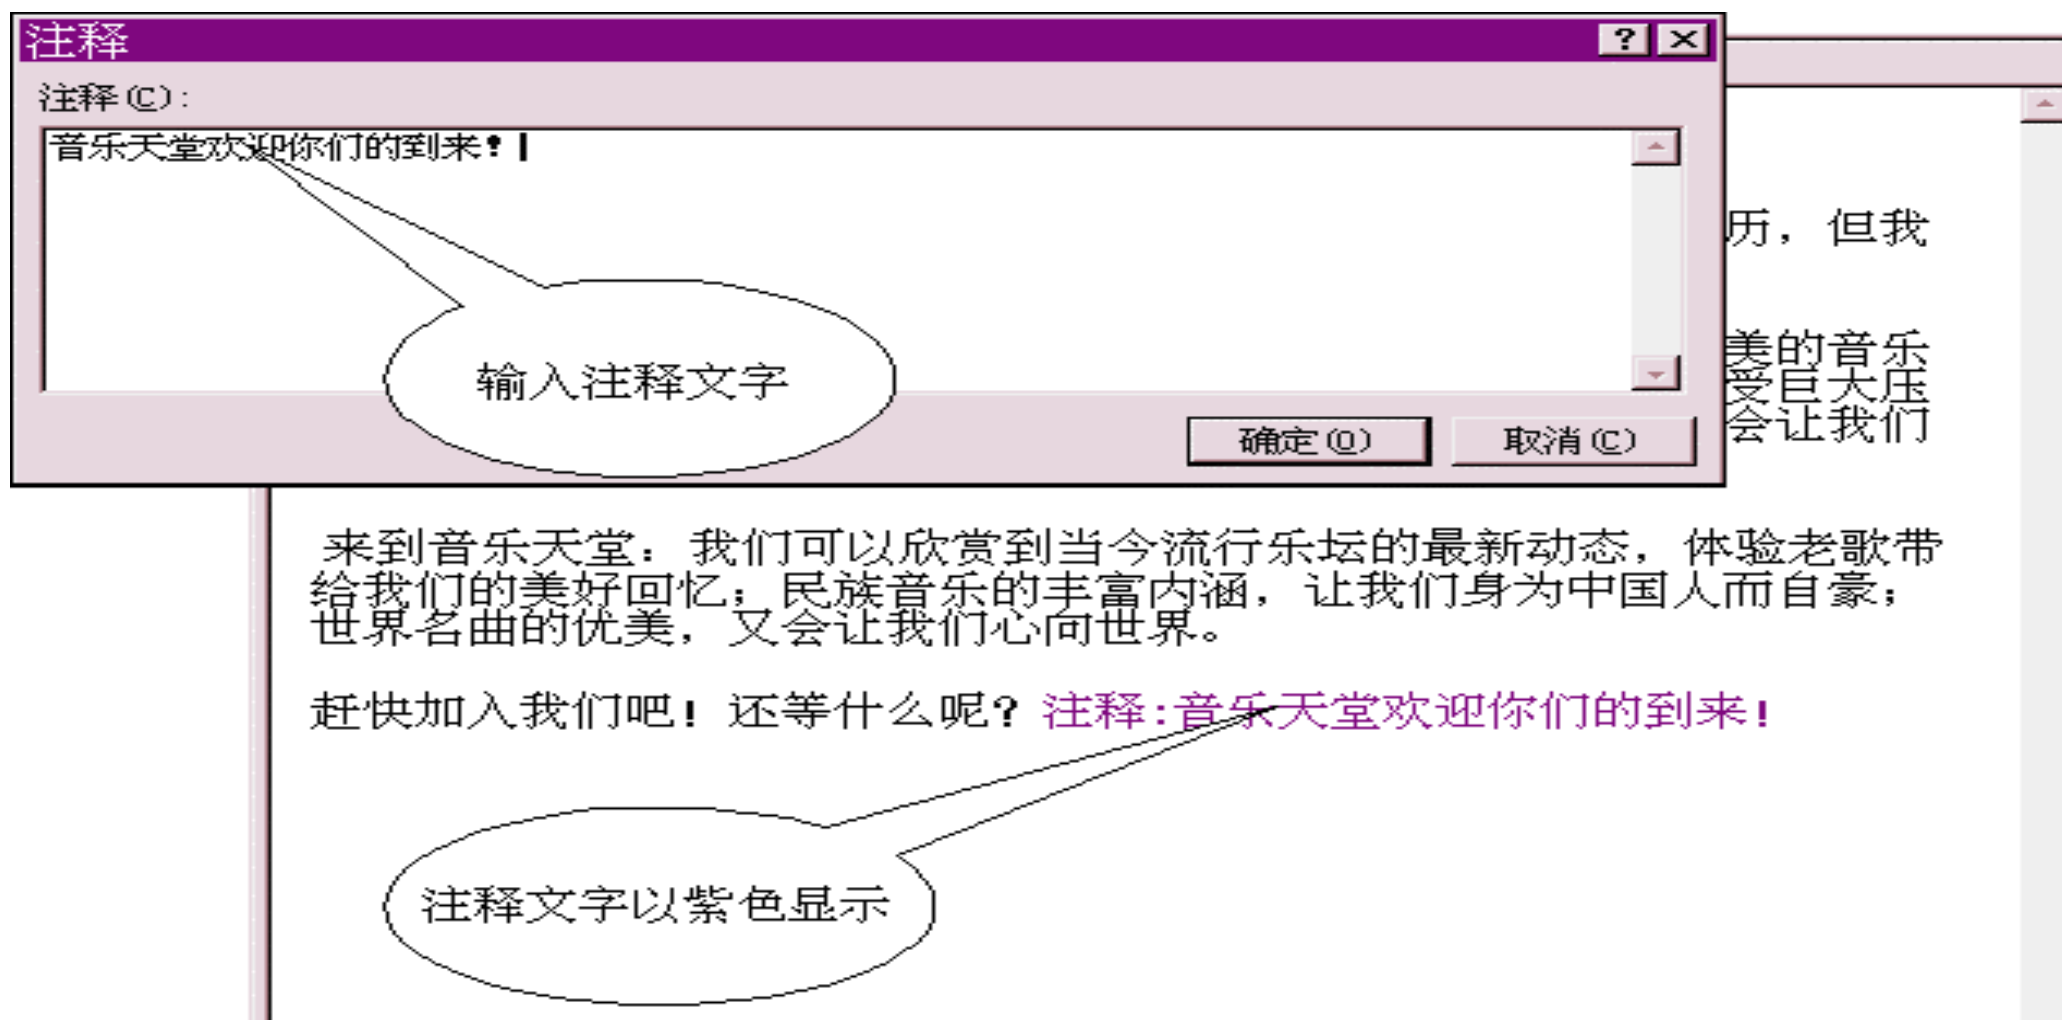 注释
注释(C):
音乐天堂欢迎你们的到来!
历，但我
输入注释文字
美的音乐
受巨大压
会让我们
确定(O) 取消(C)
来到音乐天堂：我们可以欣赏到当今流行乐坛的最新动态，体验老歌带
给我们的美好回忆；民族音乐的丰富内涵，让我们身为中国人而自豪；
世界名曲的优美，又会让我们心向世界。
赶快加入我们吧！还等什么呢？注释:音乐天堂欢迎你们的到来!
注释文字以紫色显示